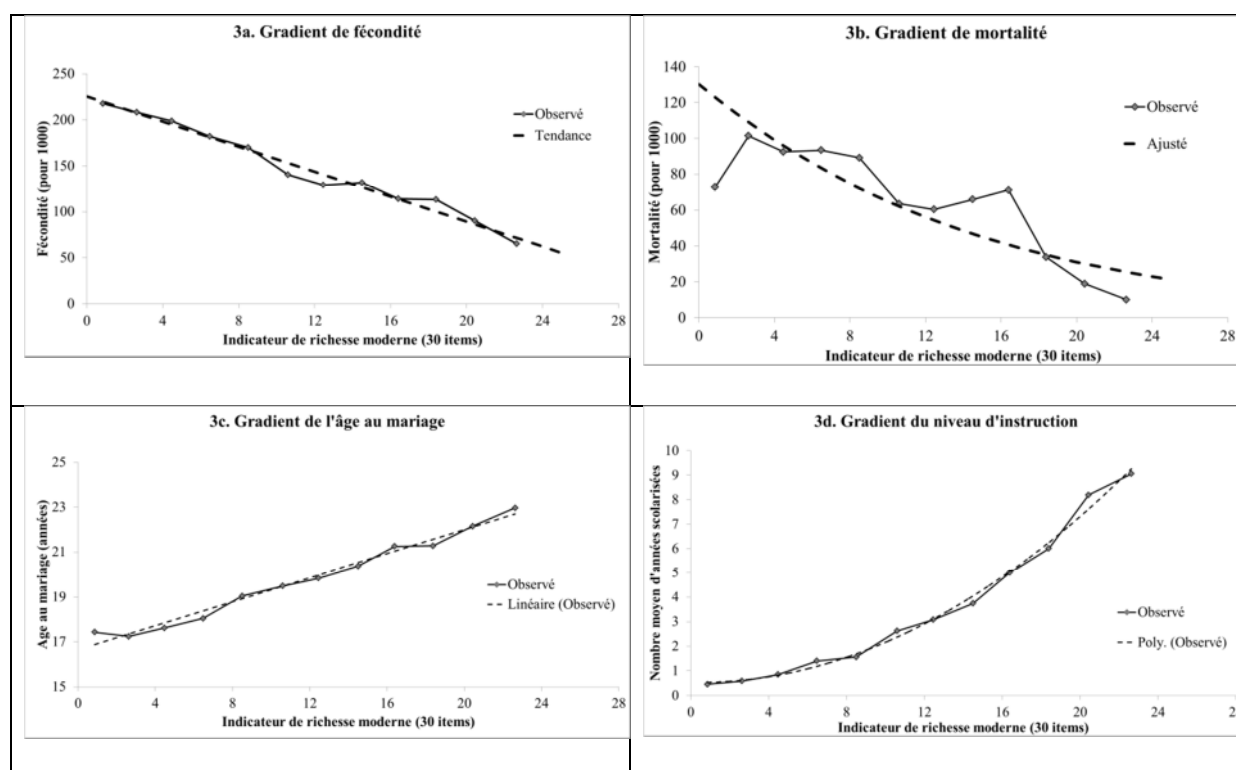 3a. Gradient de fécondité
Fécondité (pour 1000)
250
200
150
100
50
0
Observé
Tendance
0 4 8 12 16 20 24 28
Indicateur de richesse moderne (30 items)
3b. Gradient de mortalité
Mortalité (pour 1000)
140
120
100
80
60
40
20
0
Observé
Ajusté
0 4 8 12 16 20 24 28
Indicateur de richesse moderne (30 items)
3c. Gradient de l'âge au mariage
Age au mariage (années)
25
23
21
19
17
15
Observé
Linéaire (Observé)
0 4 8 12 16 20 24 28
Indicateur de richesse moderne (30 items)
3d. Gradient du niveau d'instruction
Nombre moyen d'années scolarisées
10
9
8
7
6
5
4
3
2
1
0
Observé
Poly. (Observé)
0 4 8 12 16 20 24 28
Indicateur de richesse moderne (30 items)